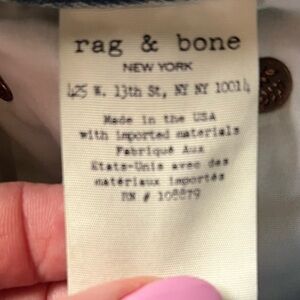 rag & bone
NEW YORK
425 W. 13th St, NY NY 10014
Made in the USA
with imported materials
Fabriqué Aux
Etats-Unis avec des
matériaux importés
RN # 108879